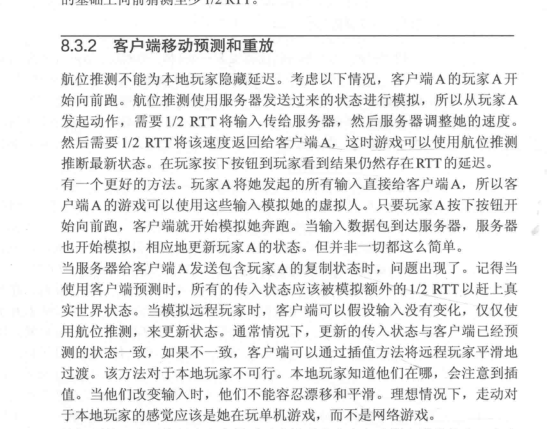 的基础上向前猜测至少 1/2 RTT。
8.3.2 客户端移动预测和重放
航位推测不能为本地玩家隐藏延迟。考虑以下情况，客户端A的玩家A开
始向前跑。航位推测使用服务器发送过来的状态进行模拟，所以从玩家A
发起动作，需要 1/2 RTT将输入传给服务器，然后服务器调整她的速度。
然后需要 1/2 RTT将该速度返回给客户端A，这时游戏可以使用航位推测
推断最新状态。在玩家按下按钮到玩家看到结果仍然存在RTT的延迟。
有一个更好的方法。玩家A将她发起的所有输入直接给客户端A，所以客
户端A的游戏可以使用这些输入模拟她的虚拟人。只要玩家A按下按钮开
始向前跑，客户端就开始模拟她奔跑。当输入数据包到达服务器，服务器
也开始模拟，相应地更新玩家A的状态。但并非一切都这么简单。
当服务器给客户端A发送包含玩家A的复制状态时，问题出现了。记得当
使用客户端预测时，所有的传入状态应该被模拟额外的 1/2 RTT以赶上真
实世界状态。当模拟远程玩家时，客户端可以假设输入没有变化，仅仅使
用航位推测，来更新状态。通常情况下，更新的传入状态与客户端已经预
测的状态一致，如果不一致，客户端可以通过插值方法将远程玩家平滑地
过渡。该方法对于本地玩家不可行。本地玩家知道他们在哪，会注意到插
值。当他们改变输入时，他们不能容忍漂移和平滑。理想情况下，走动对
于本地玩家的感觉应该是她在玩单机游戏，而不是网络游戏。